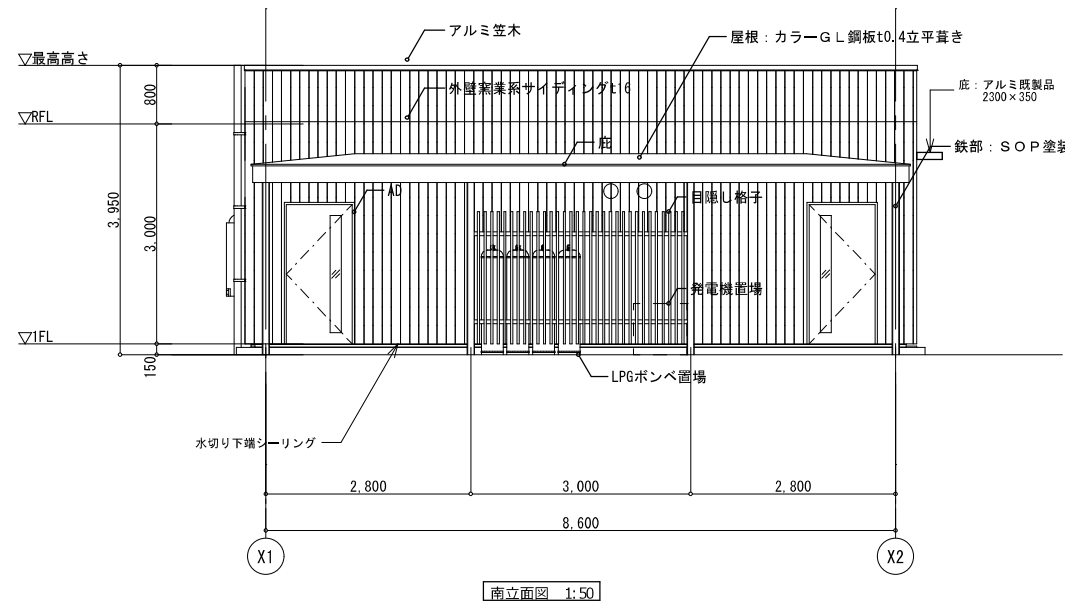 アルミ笠木
屋根：カラーＧＬ鋼板t0.4立平葺き
▽最高高さ
外壁窯業系サイディングt16
庇：アルミ既製品
2300×350
800
▽RFL
庇
鉄部：ＳＯＰ塗装
AD
目隠し格子
3,950
3,000
発電機置場
▽1FL
150
LPGボンベ置場
水切り下端シーリング
2,800
3,000
2,800
8,600
X1
X2
南立面図　1:50